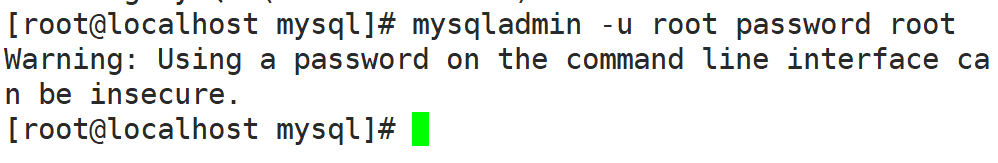 [root@localhost mysql]# mysqladmin -u root password root
Warning: Using a password on the command line interface ca
n be insecure.
[root@localhost mysql]#